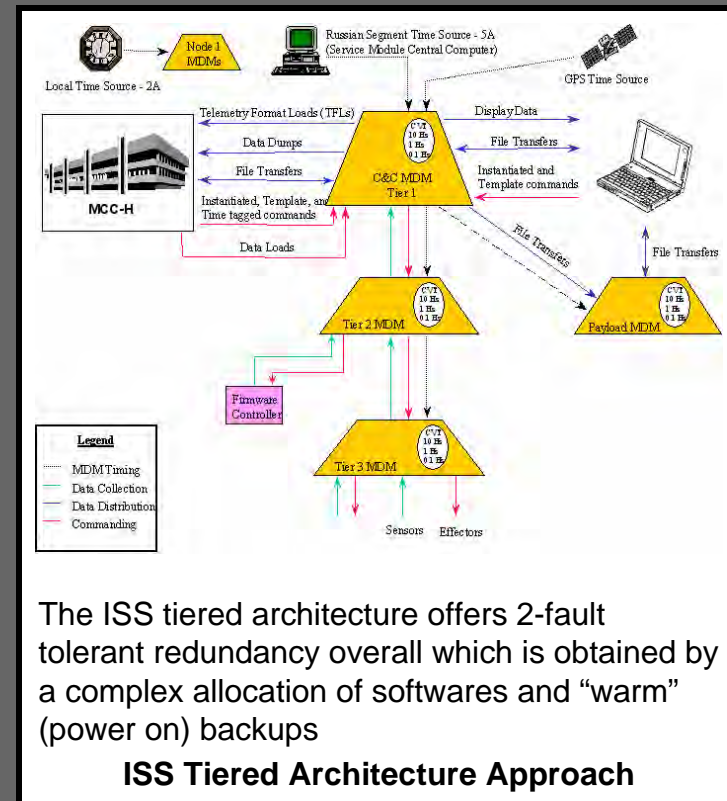 Local Time Source - 2A
Node 1
MDMs
Russian Segment Time Source - 5A
(Service Module Central Computer)
GPS Time Source
Telemetry Format Loads (TFLs)
Data Dumps
File Transfers
Instantiated, Template, and
Time tagged commands
Data Loads
MCC-H
CVT
10 Hz
1 Hz
0.1 Hz
C&C MDM
Tier 1
Display Data
File Transfers
Instantiated and
Template commands
File Transfers
File Transfers
CVT
10 Hz
1 Hz
0.1 Hz
Tier 2 MDM
CVT
10 Hz
1 Hz
0.1 Hz
Payload MDM
Firmware
Controller
CVT
10 Hz
1 Hz
0.1 Hz
Tier 3 MDM
Sensors
Effectors
Legend
MDM Timing
Data Collection
Data Distribution
Commanding
The ISS tiered architecture offers 2-fault
tolerant redundancy overall which is obtained by
a complex allocation of softwares and “warm”
(power on) backups
ISS Tiered Architecture Approach